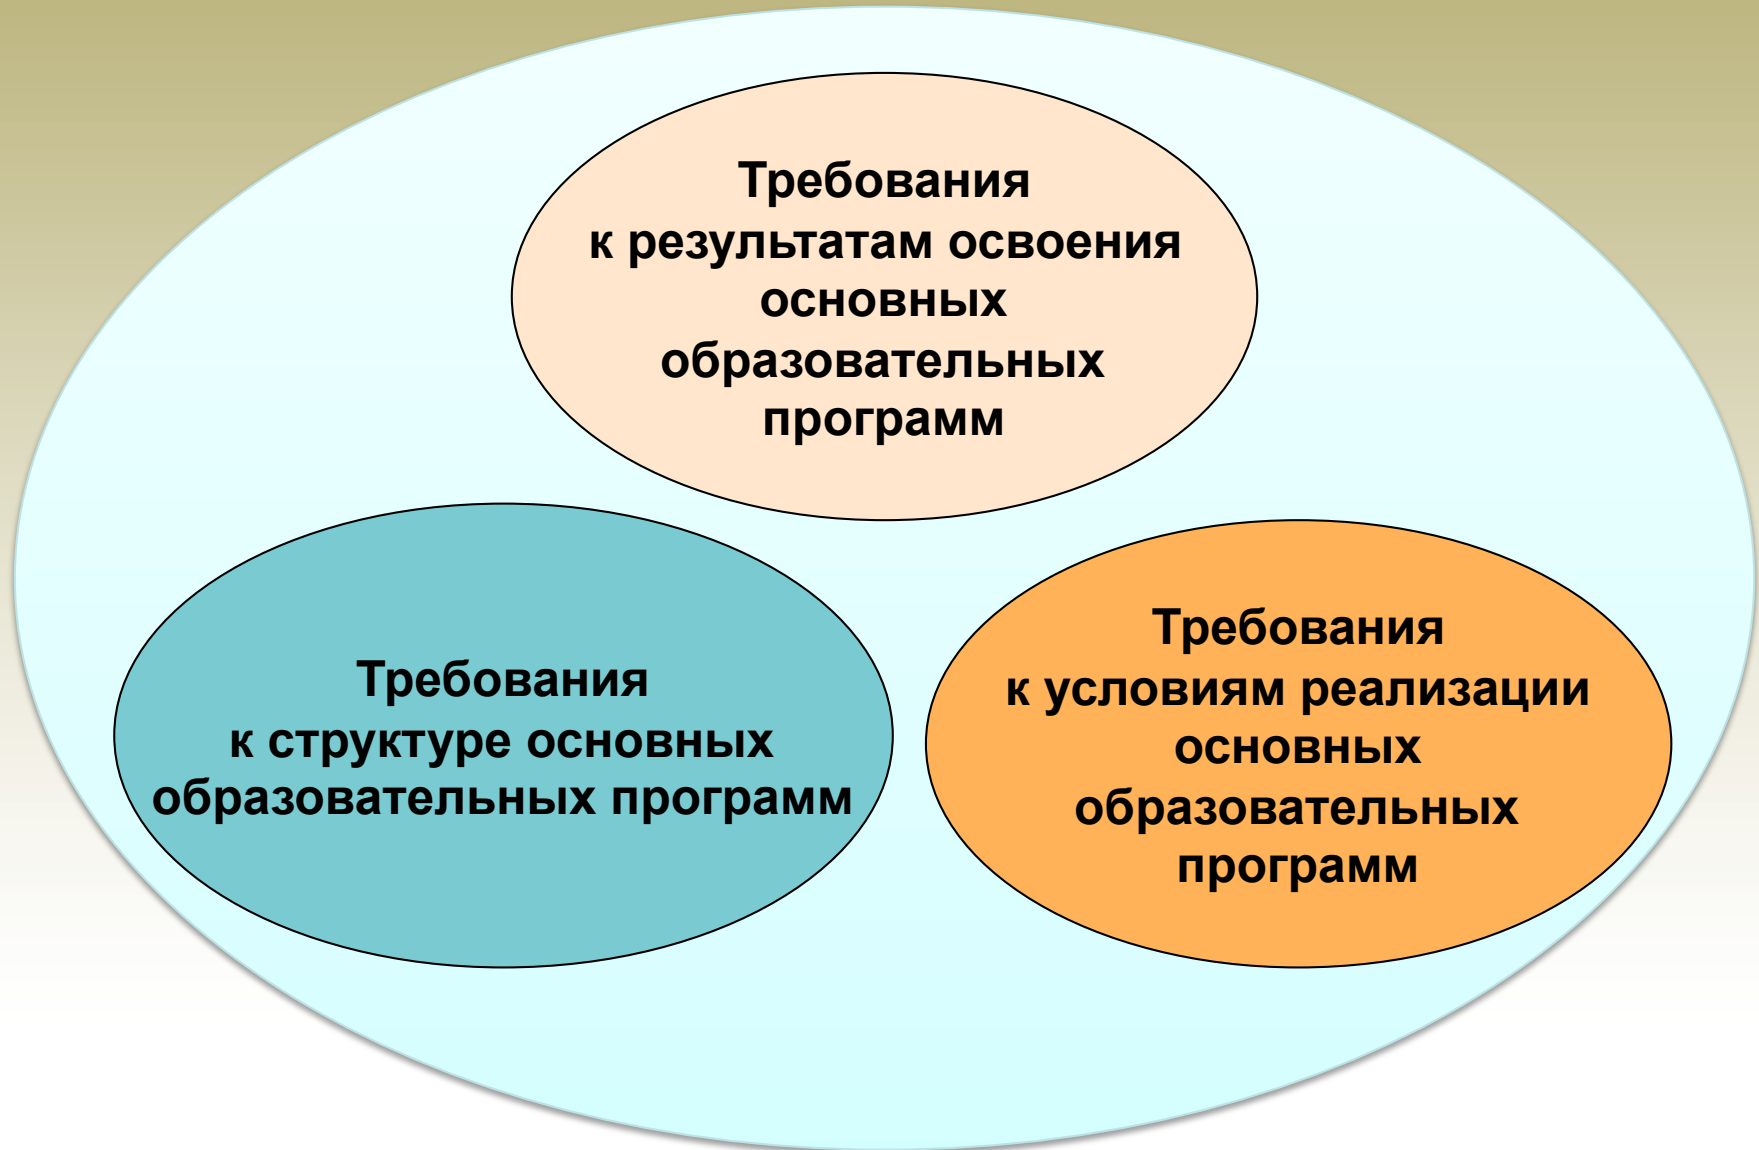 Требования
к результатам освоения
основных
образовательных
программ
Требования
к структуре основных
образовательных программ
Требования
к условиям реализации
основных
образовательных
программ